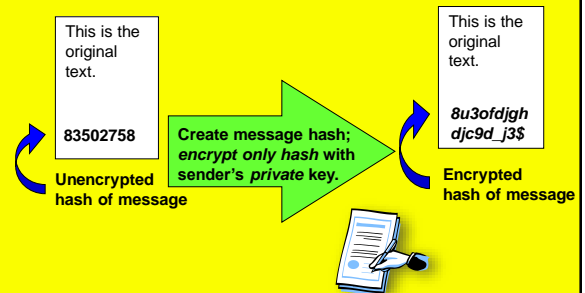 This is the
original
text.
83502758
Unencrypted
hash of message
Create message hash;
encrypt only hash with
sender's private key.
This is the
original
text.
8u3ofdjgh
djc9d_j3$
Encrypted
hash of message